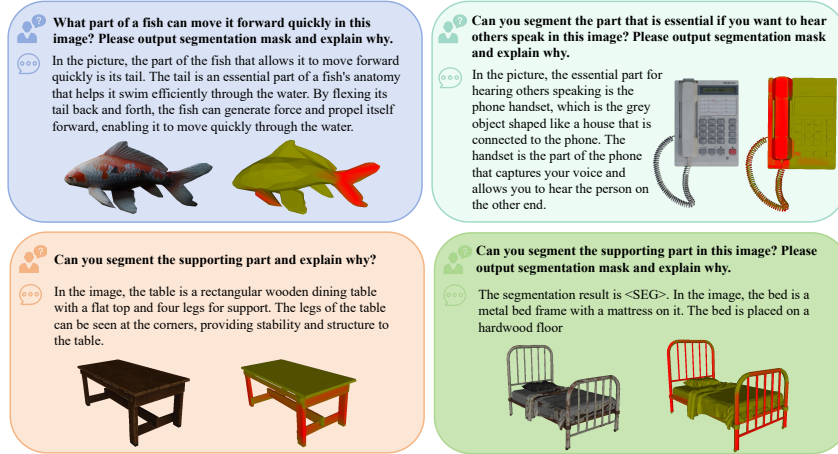 What part of a fish can move it forward quickly in this
image? Please output segmentation mask and explain why.
In the picture, the part of the fish that allows it to move forward
quickly is its tail. The tail is an essential part of a fish's anatomy
that helps it swim efficiently through the water. By flexing its
tail back and forth, the fish can generate force and propel itself
forward, enabling it to move quickly through the water.
Can you segment the part that is essential if you want to hear
others speak in this image? Please output segmentation mask
and explain why.
In the picture, the essential part for
hearing others speaking is the
phone handset, which is the grey
object shaped like a house that is
connected to the phone. The
handset is the part of the phone
that captures your voice and
allows you to hear the person on
the other end.
Can you segment the supporting part and explain why?
In the image, the table is a rectangular wooden dining table
with a flat top and four legs for support. The legs of the table
can be seen at the corners, providing stability and structure to
the table.
Can you segment the supporting part in this image? Please
output segmentation mask and explain why.
The segmentation result is <SEG>. In the image, the bed is a
metal bed frame with a mattress on it. The bed is placed on a
hardwood floor